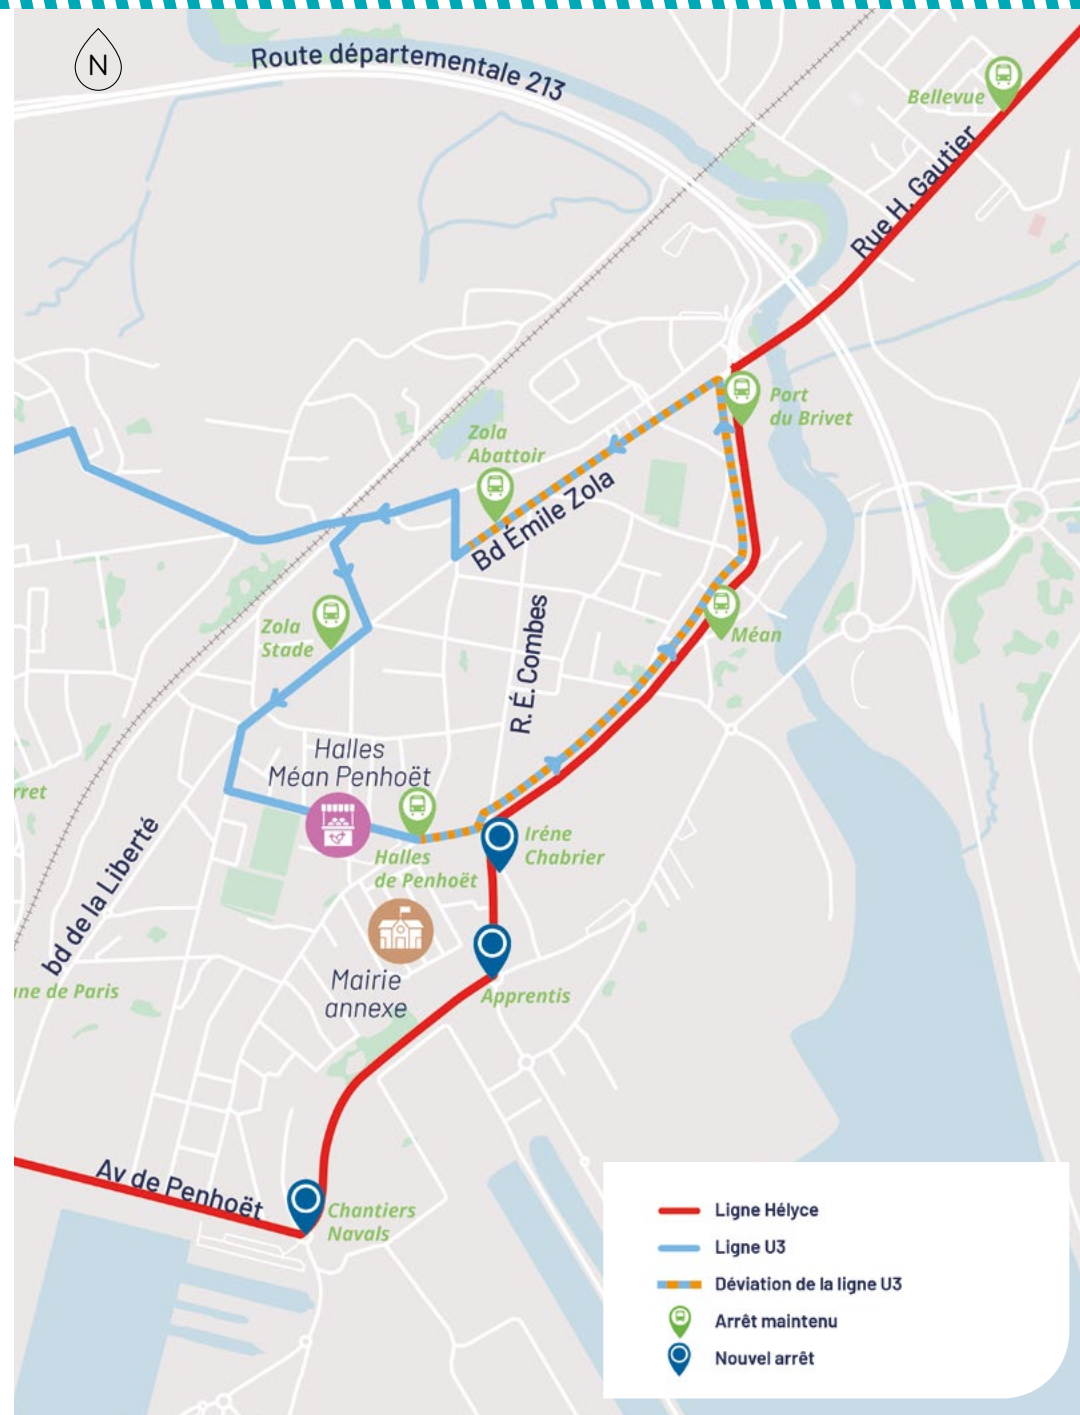 N
Route départementale 213
Bellevue
Rue H. Gautier
Port
du Brivet
Zola
Abattoir
Bd Émile Zola
Zola
Stade
R. É. Combes
Méan
Halles
Méan Penhoët
rret
Iréne
Chabrier
Halles
de Penhoët
bd de la Liberté
Mairie
annexe
une de Paris
Apprentis
Av de Penhoët
Chantiers
Navals
Ligne Hélyce
Ligne U3
Déviation de la ligne U3
Arrêt maintenu
Nouvel arrêt